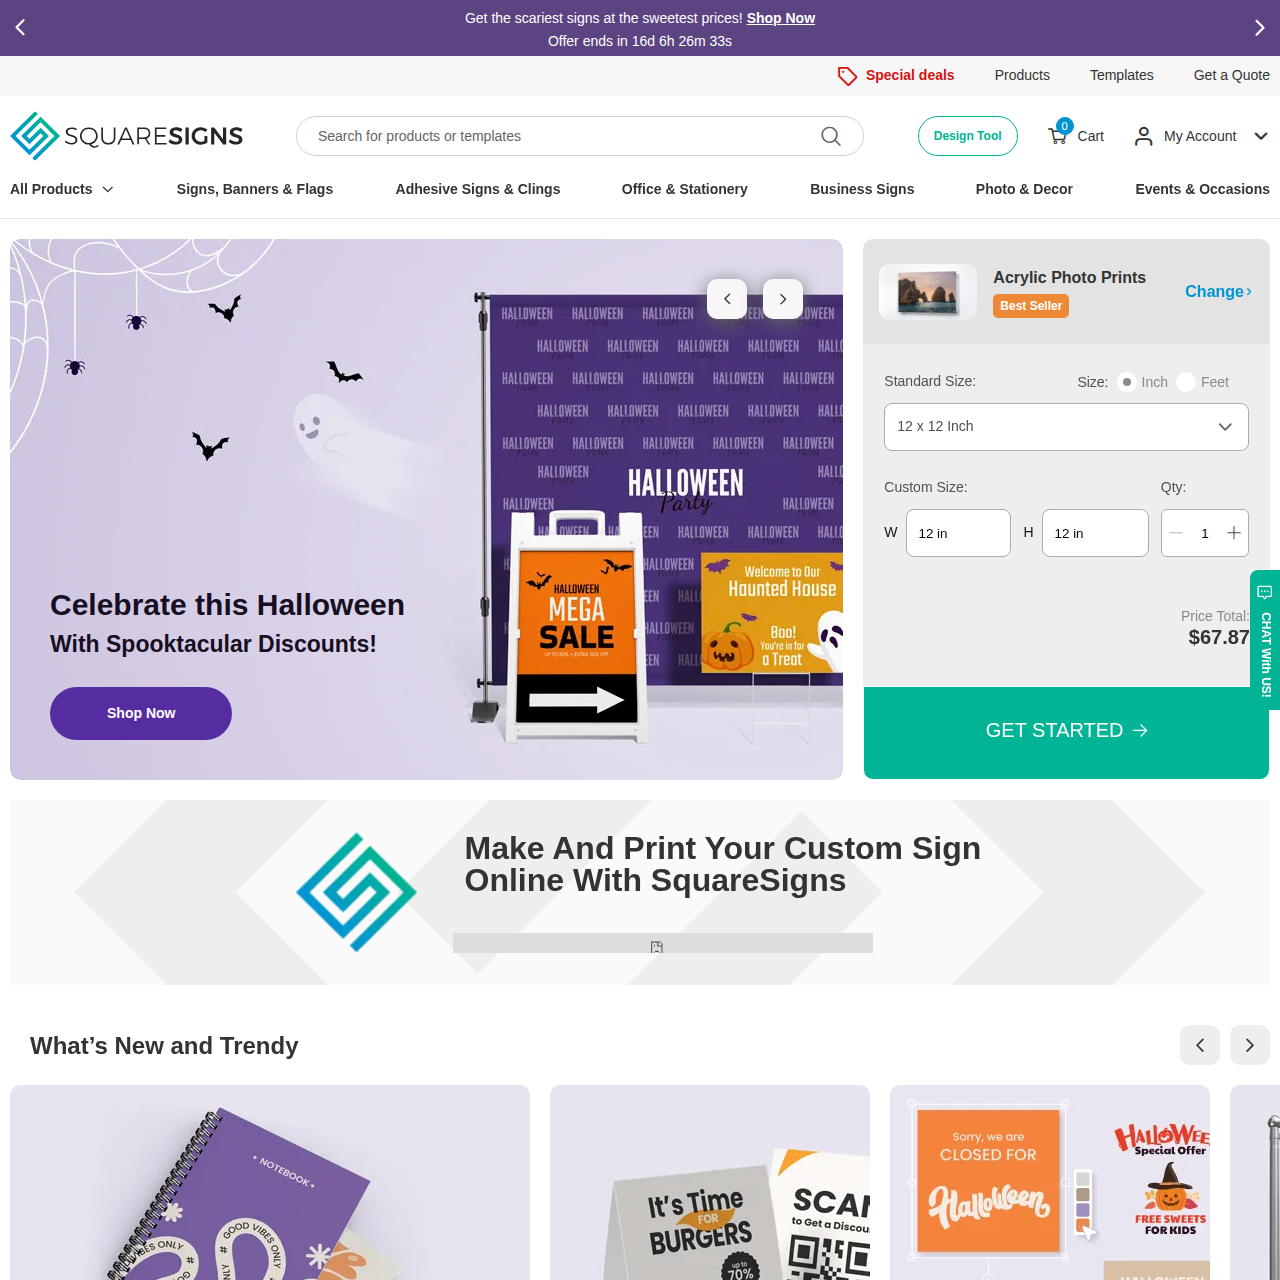 Get the scariest signs at the sweetest prices! Shop Now
Offer ends in 16d 6h 26m 33s
Special deals
Products
Templates
Get a Quote
SQUARESIGNS
Search for products or templates
Design Tool
0
Cart
My Account
All Products
Signs, Banners & Flags
Adhesive Signs & Clings
Office & Stationery
Business Signs
Photo & Decor
Events & Occasions
Celebrate this Halloween
With Spooktacular Discounts!
Shop Now
HALLOWEEN
Party
HALLOWEEN
MEGA
SALE
UP TO 50% + EXTRA 20% OFF
Welcome to Our
Haunted House
Boo!
You're in for
a Treat
Acrylic Photo Prints
Best Seller
Change
Standard Size:
Size:
Inch
Feet
12 x 12 Inch
Custom Size:
Qty:
W
12 in
H
12 in
1
Price Total:
$67.87
CHAT With US!
GET STARTED
Make And Print Your Custom Sign
Online With SquareSigns
What’s New and Trendy
NOTEBOOK
# GOOD VIBES ONLY
It's Time
FOR
BURGERS
up to
70%
SCAN
to Get a Discou
Sorry, we are
CLOSED FOR
Halloween
HALLOWEE
Special Offer
FREE SWEETS
FOR KIDS
HALLOWEEN